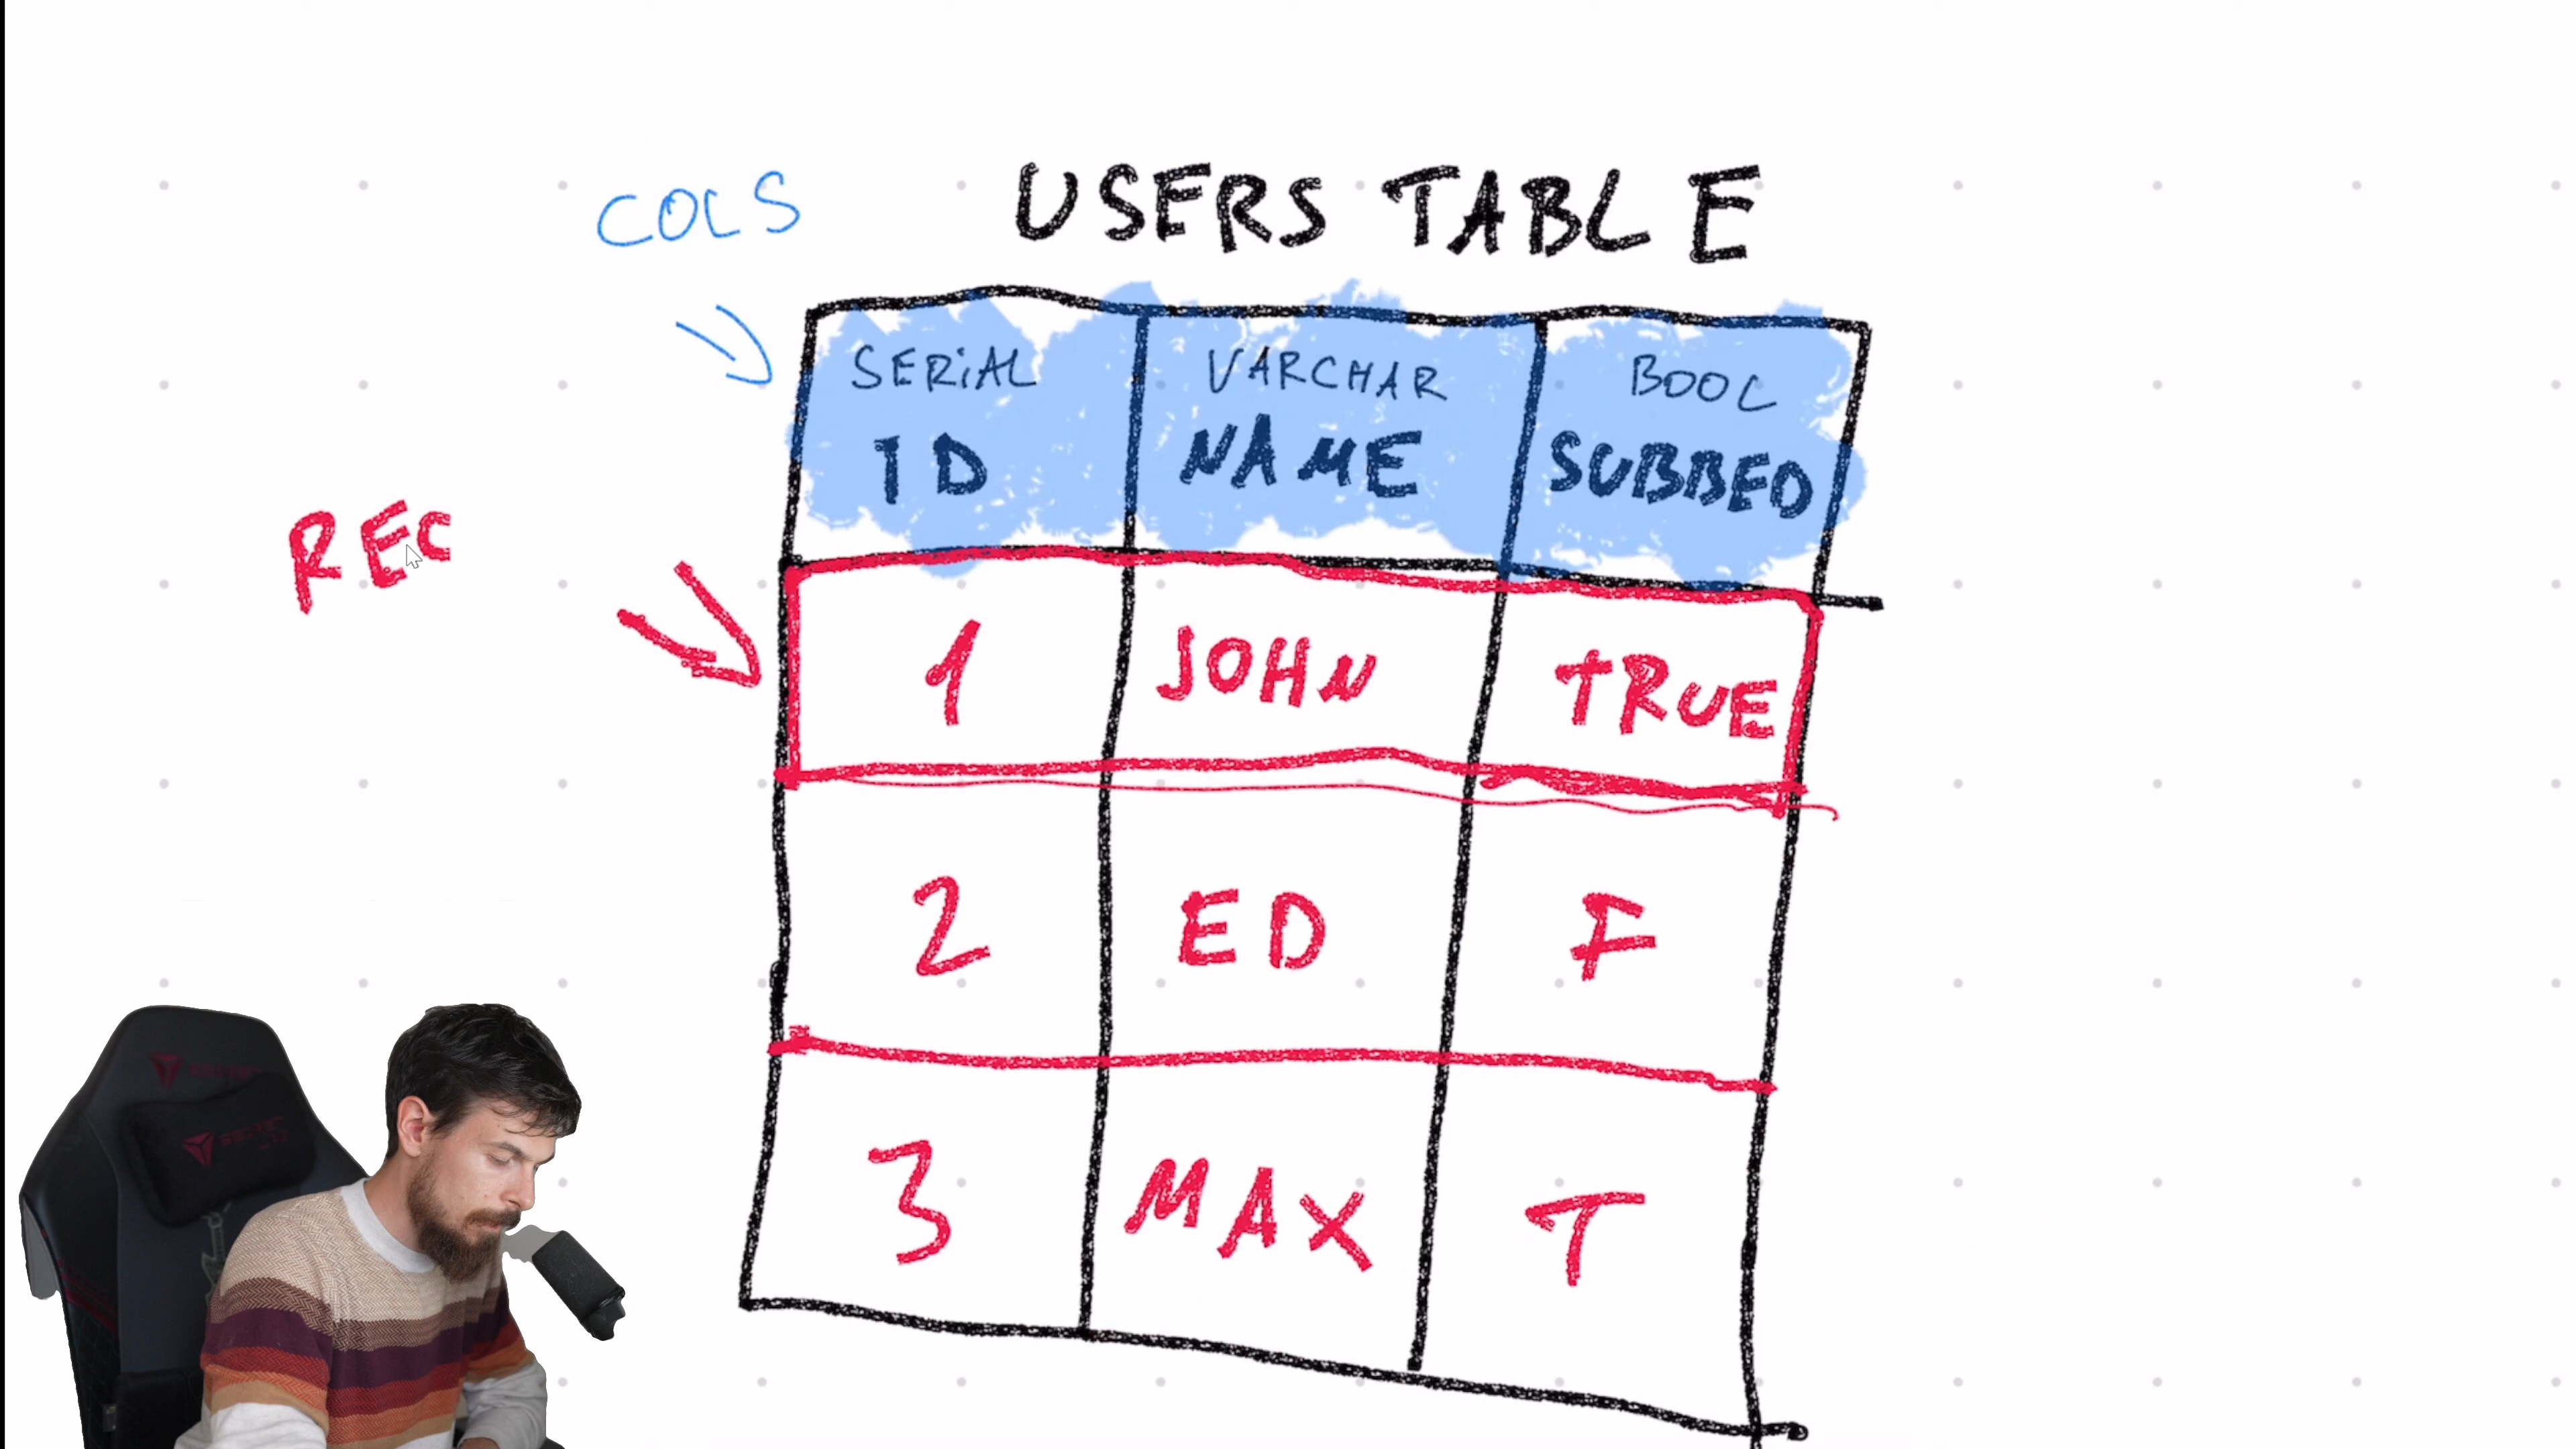 COLS
USERS TABLE
SERIAL VARCHAR BOOL
ID NAME SUBBED
REC
1 JOHN TRUE
2 ED F
3 MAX T